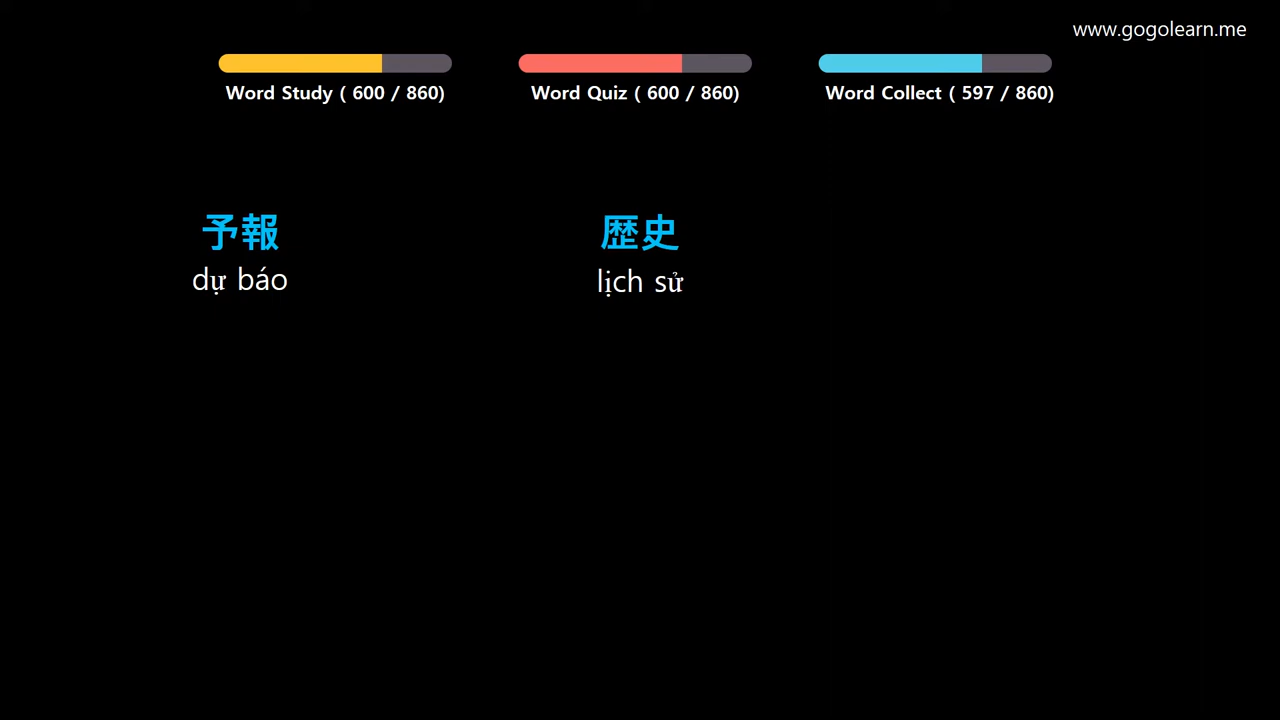 www.gogolearn.me
Word Study ( 600 / 860)
Word Quiz ( 600 / 860)
Word Collect ( 597 / 860)
予報
dự báo
歴史
lịch sử